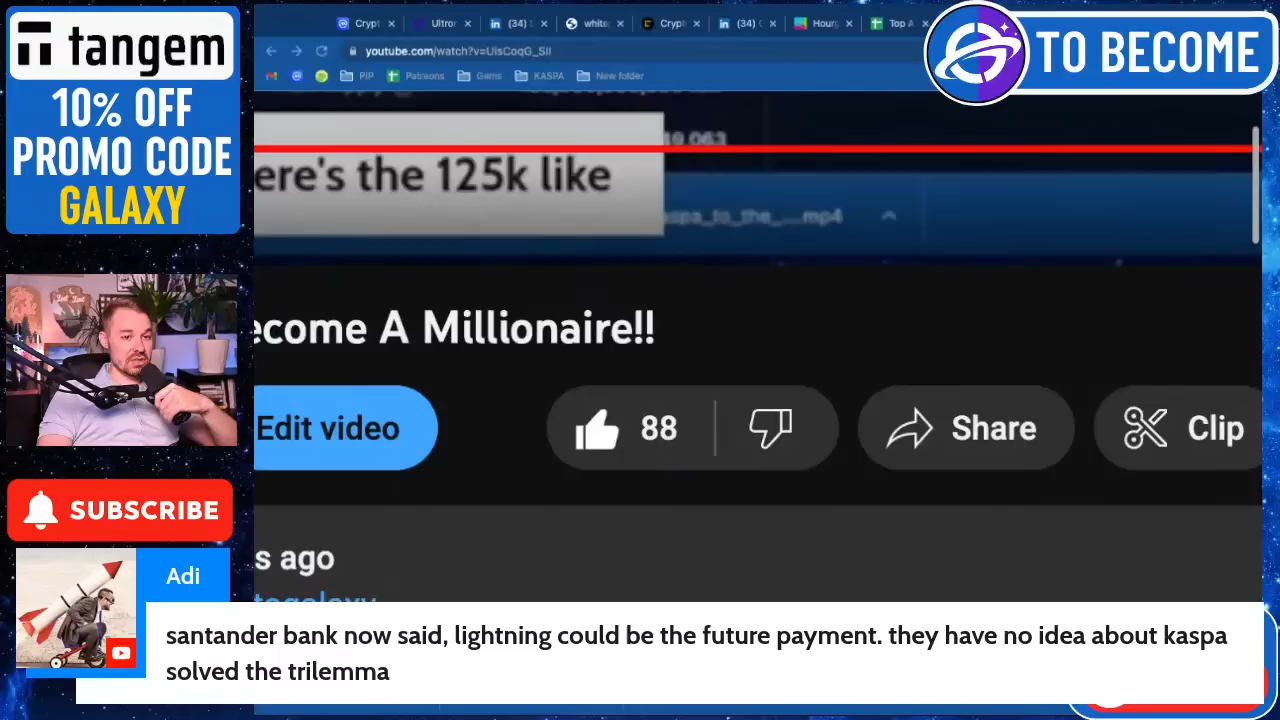 tangem
10% OFF
PROMO CODE
GALAXY
TO BECOME
youtube.com/watch?v=UisCoqG_SlI
PIP
Patreons
Gems
KASPA
New folder
ere's the 125k like
ecome A Millionaire!!
Edit video
88
Share
Clip
s ago
SUBSCRIBE
Adi
santander bank now said, lightning could be the future payment. they have no idea about kaspa
solved the trilemma